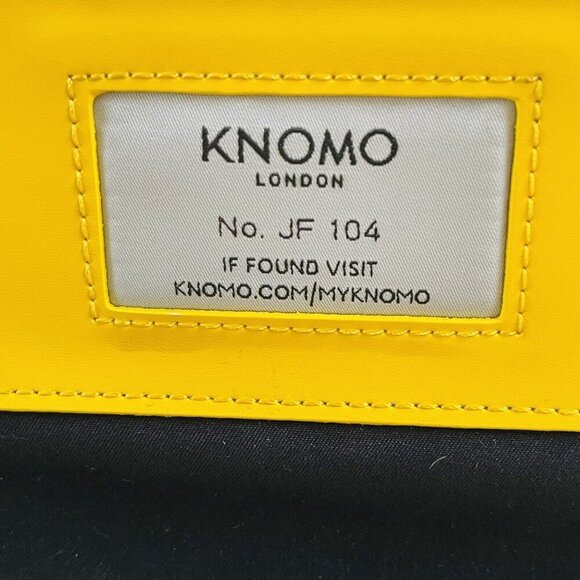 KNOMO
LONDON
No. JF 104
IF FOUND VISIT
KNOMO.COM/MYKNOMO